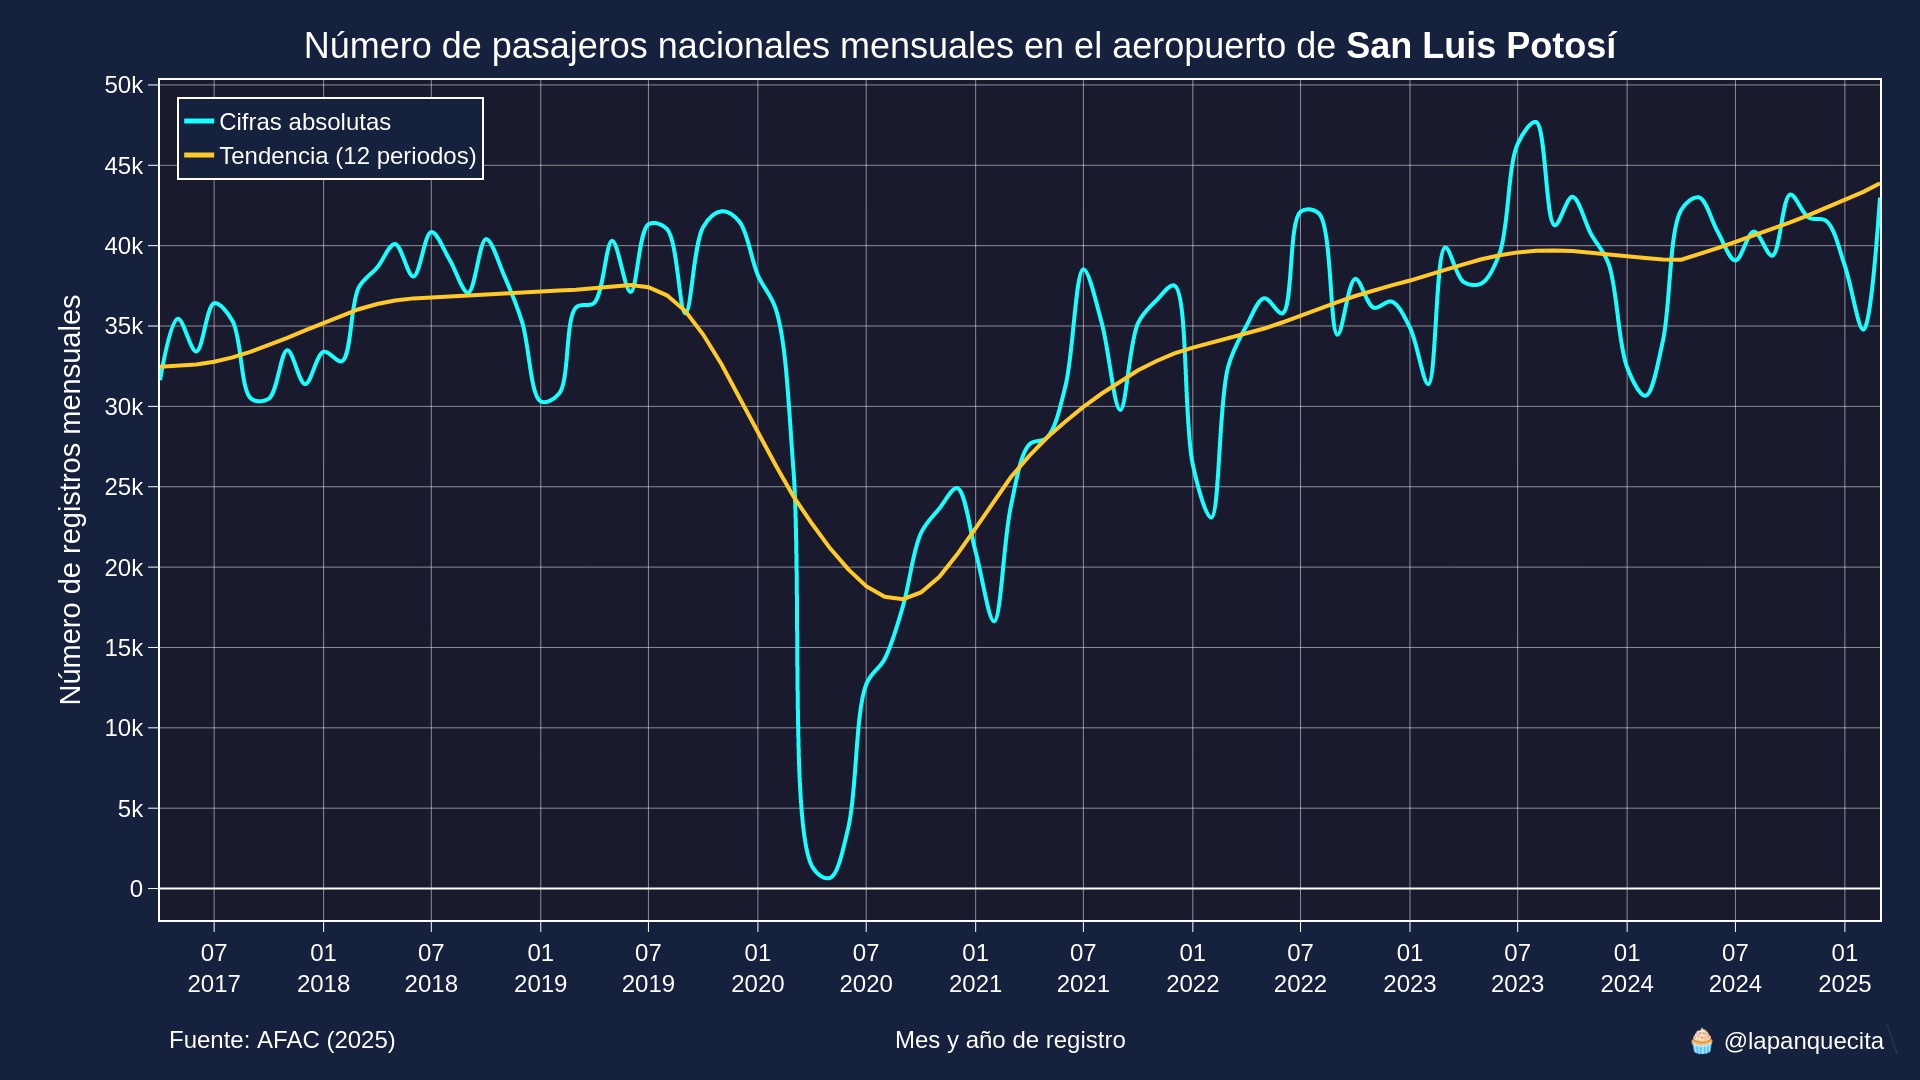 Número de pasajeros nacionales mensuales en el aeropuerto de San Luis Potosí
50k
45k
40k
35k
30k
25k
20k
15k
10k
5k
0
Número de registros mensuales
Cifras absolutas
Tendencia (12 periodos)
07 01 07 01 07 01 07 01 07 01 07 01 07 01 07 01
2017 2018 2018 2019 2019 2020 2020 2021 2021 2022 2022 2023 2023 2024 2024 2025
Fuente: AFAC (2025)
Mes y año de registro
🧁 @lapanquecita